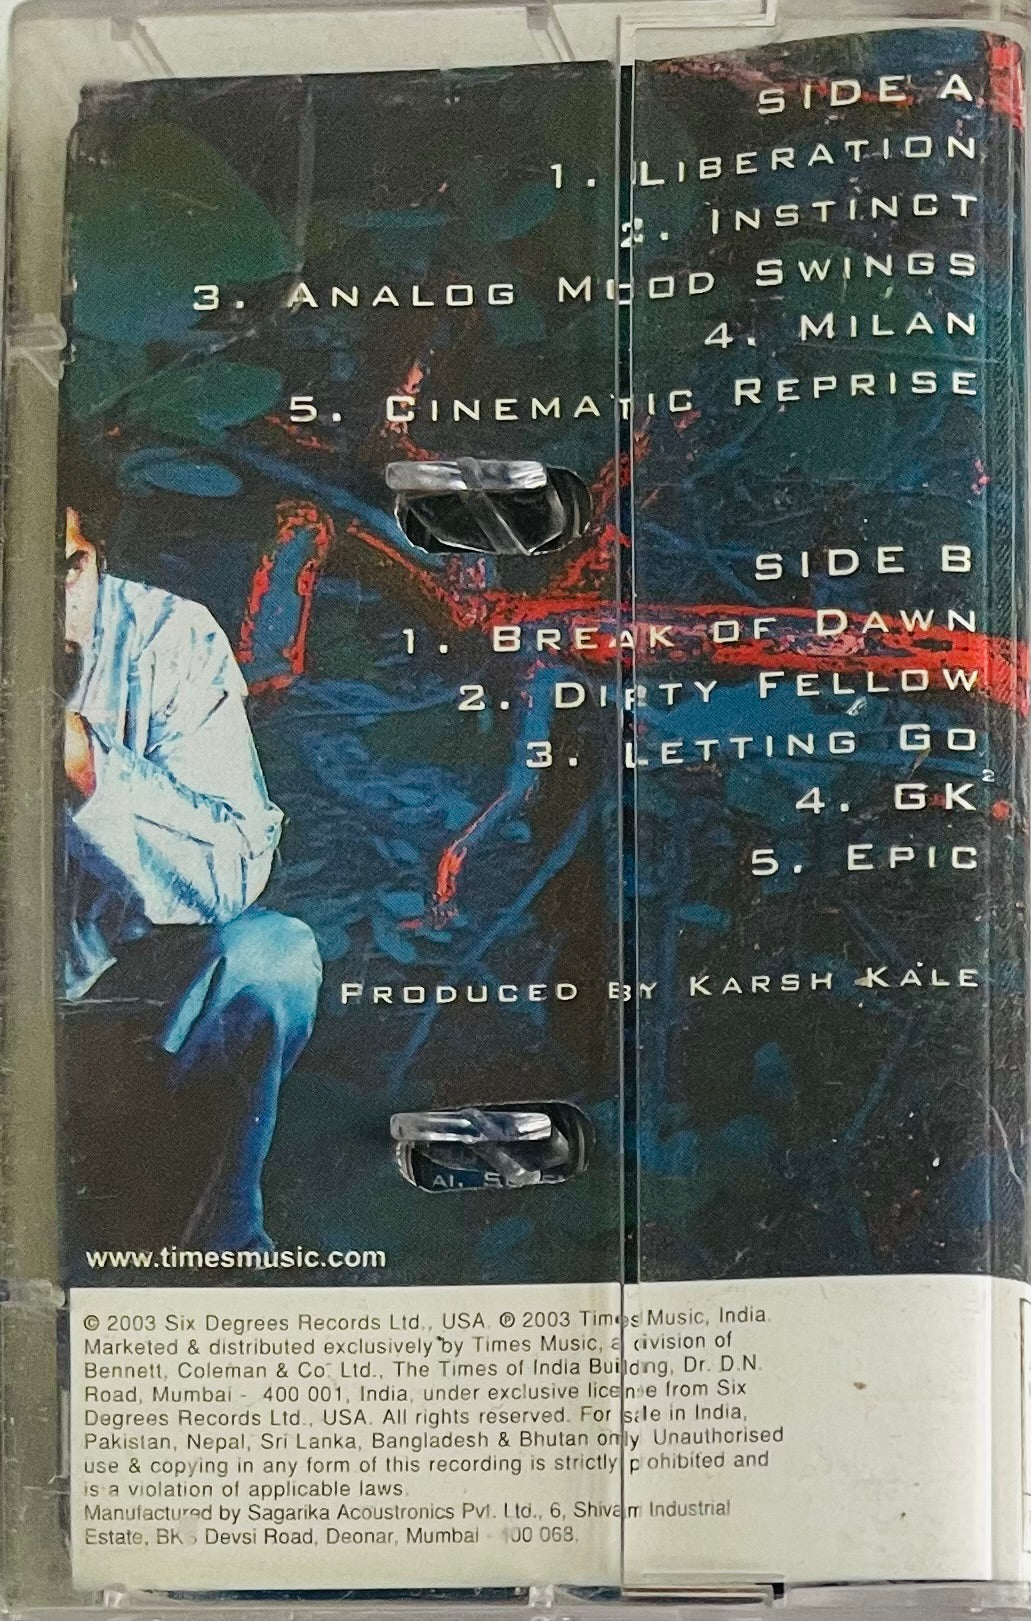 SIDE A
1. LIBERATION
2. INSTINCT
3. ANALOG MOOD SWINGS
4. MILAN
5. CINEMATIC REPRISE
SIDE B
1. BREAK OF DAWN
2. DIRTY FELLOW
3. LETTING GO
4. GK²
5. EPIC
PRODUCED BY KARSH KALE
www.timesmusic.com
© 2003 Six Degrees Records Ltd., USA. ℗ 2003 Times Music, India.
Marketed & distributed exclusively by Times Music, a division of
Bennett, Coleman & Co. Ltd., The Times of India Building, Dr. D.N.
Road, Mumbai - 400 001, India, under exclusive license from Six
Degrees Records Ltd., USA. All rights reserved. For sale in India,
Pakistan, Nepal, Sri Lanka, Bangladesh & Bhutan only. Unauthorised
use & copying in any form of this recording is strictly prohibited and
is a violation of applicable laws.
Manufactured by Sagarika Acoustronics Pvt. Ltd., 6, Shivam Industrial
Estate, BKS Devsi Road, Deonar, Mumbai - 400 068.